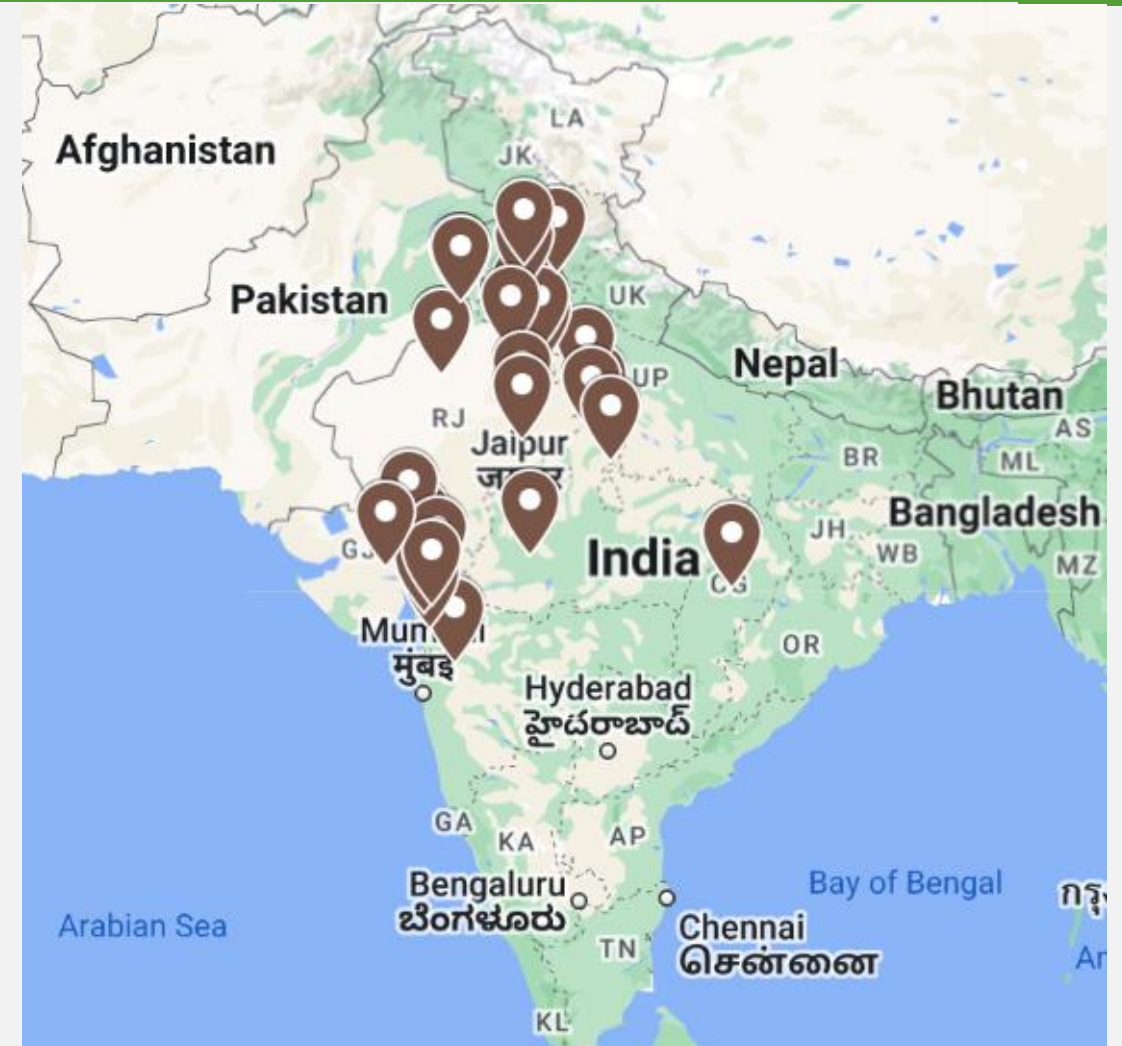 LA
JK
Afghanistan
Pakistan
UK
Nepal
UP
Bhutan
RJ
AS
Jaipur
BR
ML
Bangladesh
India
JH
WB
MZ
CG
OR
मुंबई
Hyderabad
హైదరాబాద్
GA
KA
AP
Bengaluru
ಬೆಂಗಳೂರು
Bay of Bengal
Arabian Sea
Chennai
சென்னை
TN
KL